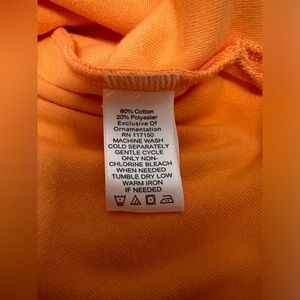 80% Cotton
20% Polyester
Exclusive Of
Ornamentation
RN 117150
MACHINE WASH
COLD SEPARATELY
GENTLE CYCLE
ONLY NON-
CHLORINE BLEACH
WHEN NEEDED
TUMBLE DRY LOW
WARM IRON
IF NEEDED